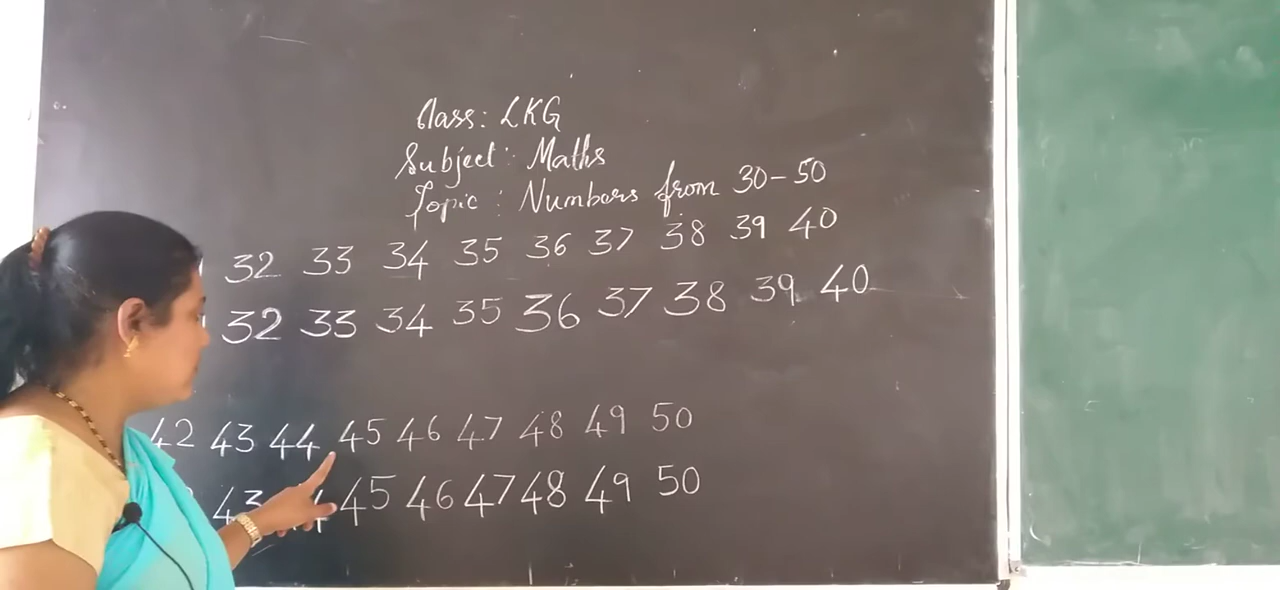 Class: LKG
Subject: Maths
Topic: Numbers from 30-50
32 33 34 35 36 37 38 39 40
32 33 34 35 36 37 38 39 40
42 43 44 45 46 47 48 49 50
43 45 46 47 48 49 50